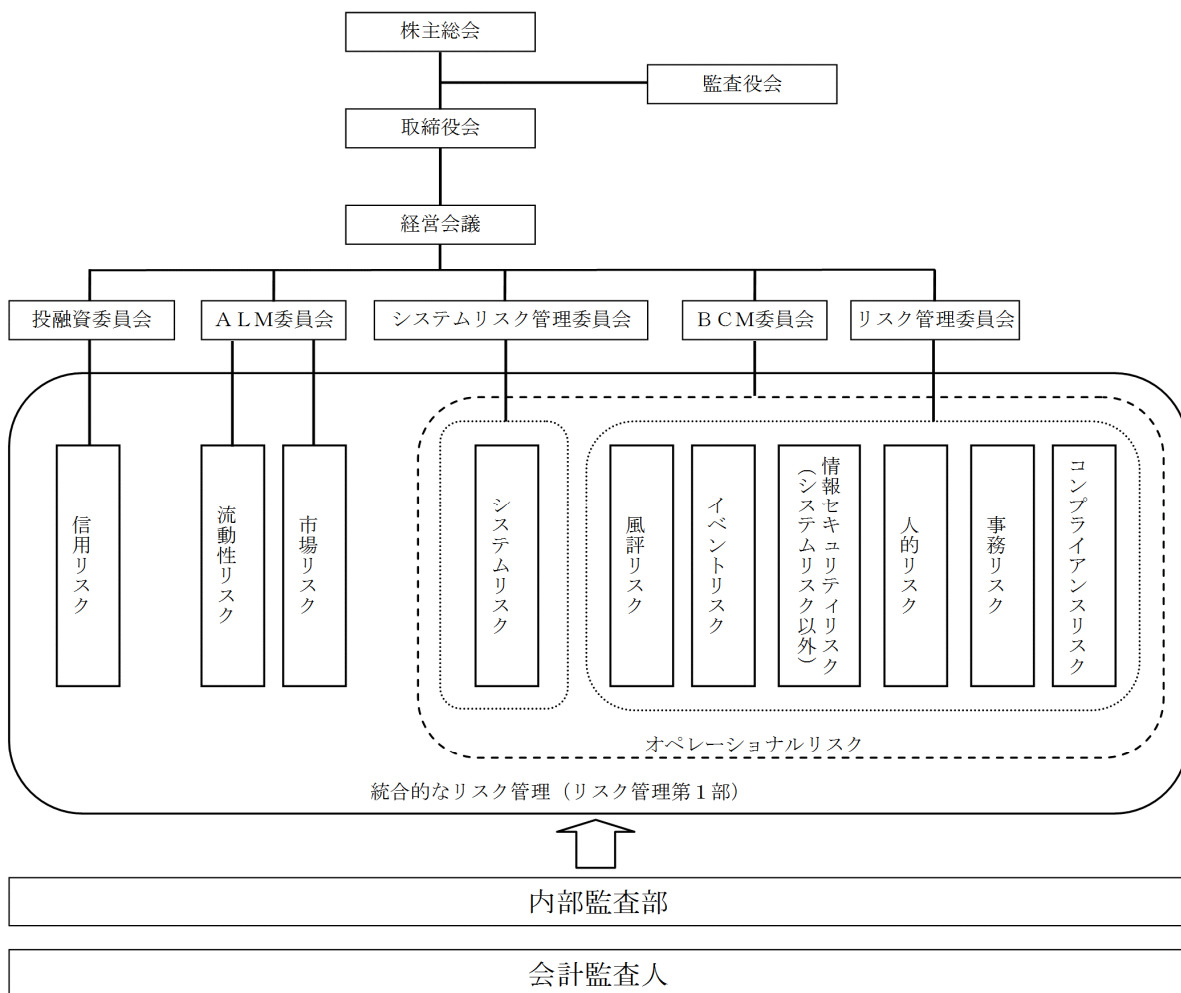 株主総会
監査役会
取締役会
経営会議
投融資委員会
ＡＬＭ委員会
システムリスク管理委員会
ＢＣＭ委員会
リスク管理委員会
信用リスク
流動性リスク
市場リスク
システムリスク
風評リスク
イベントリスク
情報セキュリティリスク
（システムリスク以外）
人的リスク
事務リスク
コンプライアンスリスク
オペレーショナルリスク
統合的なリスク管理（リスク管理第１部）
内部監査部
会計監査人